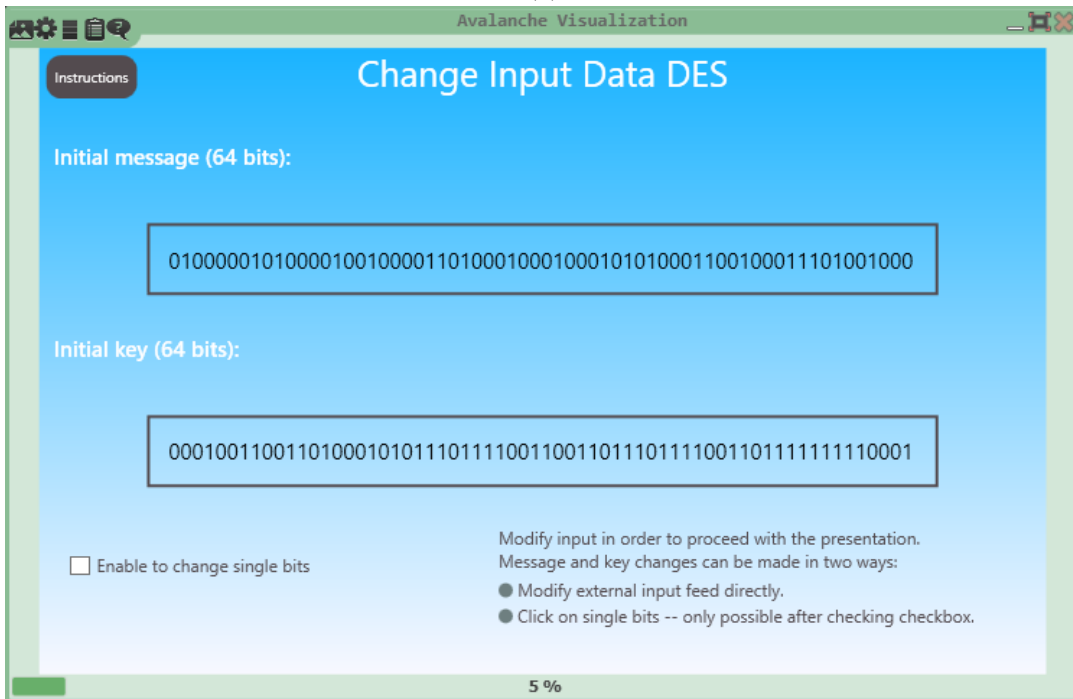 Avalanche Visualization
Instructions
Change Input Data DES
Initial message (64 bits):
0100000101000010010000110100010001000101010001100100011101001000
Initial key (64 bits):
0001001100110100010101110111100110011011101111001101111111110001
Enable to change single bits
Modify input in order to proceed with the presentation.
Message and key changes can be made in two ways:
Modify external input feed directly.
Click on single bits -- only possible after checking checkbox.
5 %